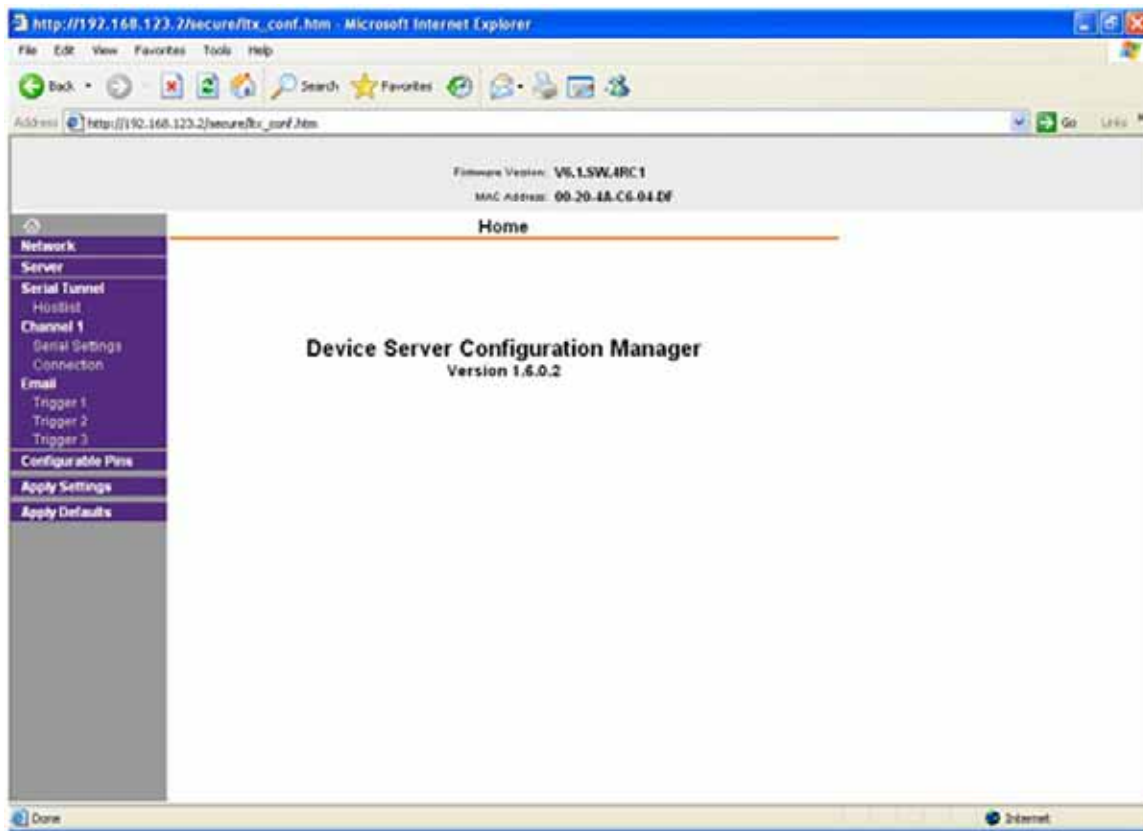 http://192.168.123.2/secure/ltx_conf.htm - Microsoft Internet Explorer
File Edit View Favorites Tools Help
Back Search Favorites
Address http://192.168.123.2/secure/ltx_conf.htm Go Links
Firmware Version: V6.1.SW.4RC1
MAC Address: 00-20-4A-C6-04-DF
Home
Network
Server
Serial Tunnel
Hostlist
Channel 1
Serial Settings
Connection
Email
Trigger 1
Trigger 2
Trigger 3
Configurable Pins
Apply Settings
Apply Defaults
Device Server Configuration Manager
Version 1.6.0.2
Done Internet